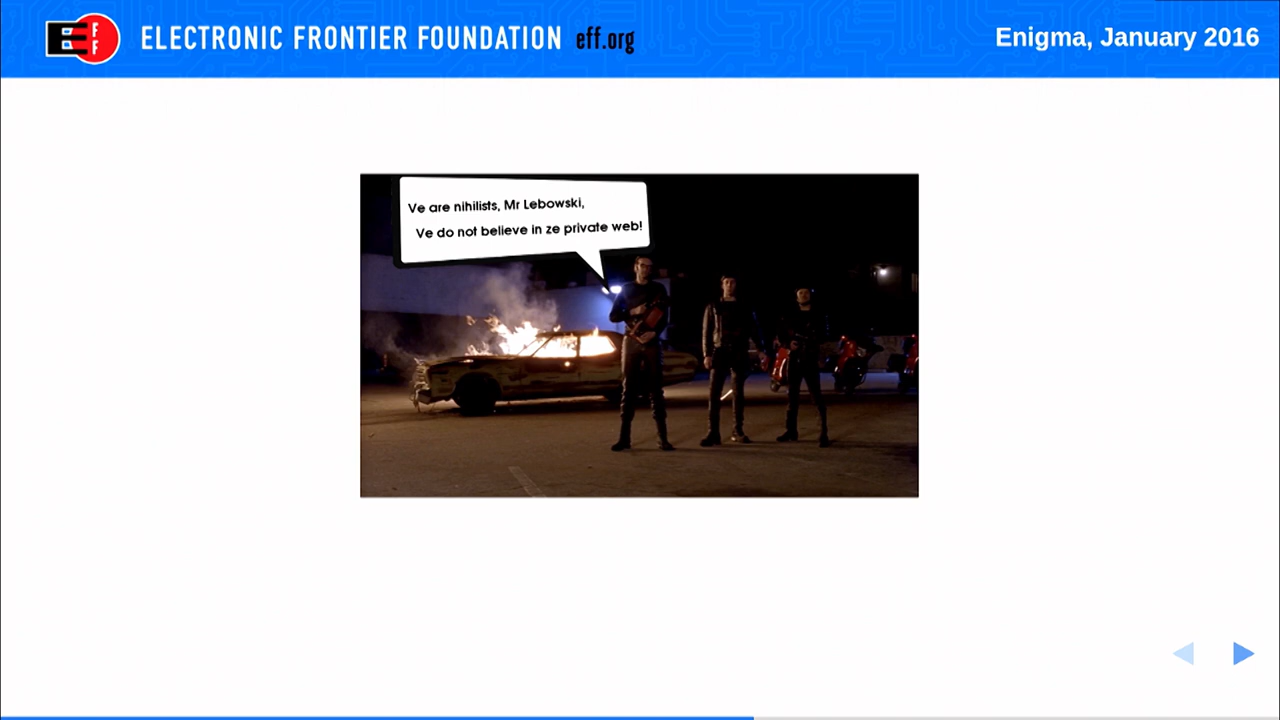 E
F
F
ELECTRONIC FRONTIER FOUNDATION eff.org
Enigma, January 2016
Ve are nihilists, Mr Lebowski,
Ve do not believe in ze private web!